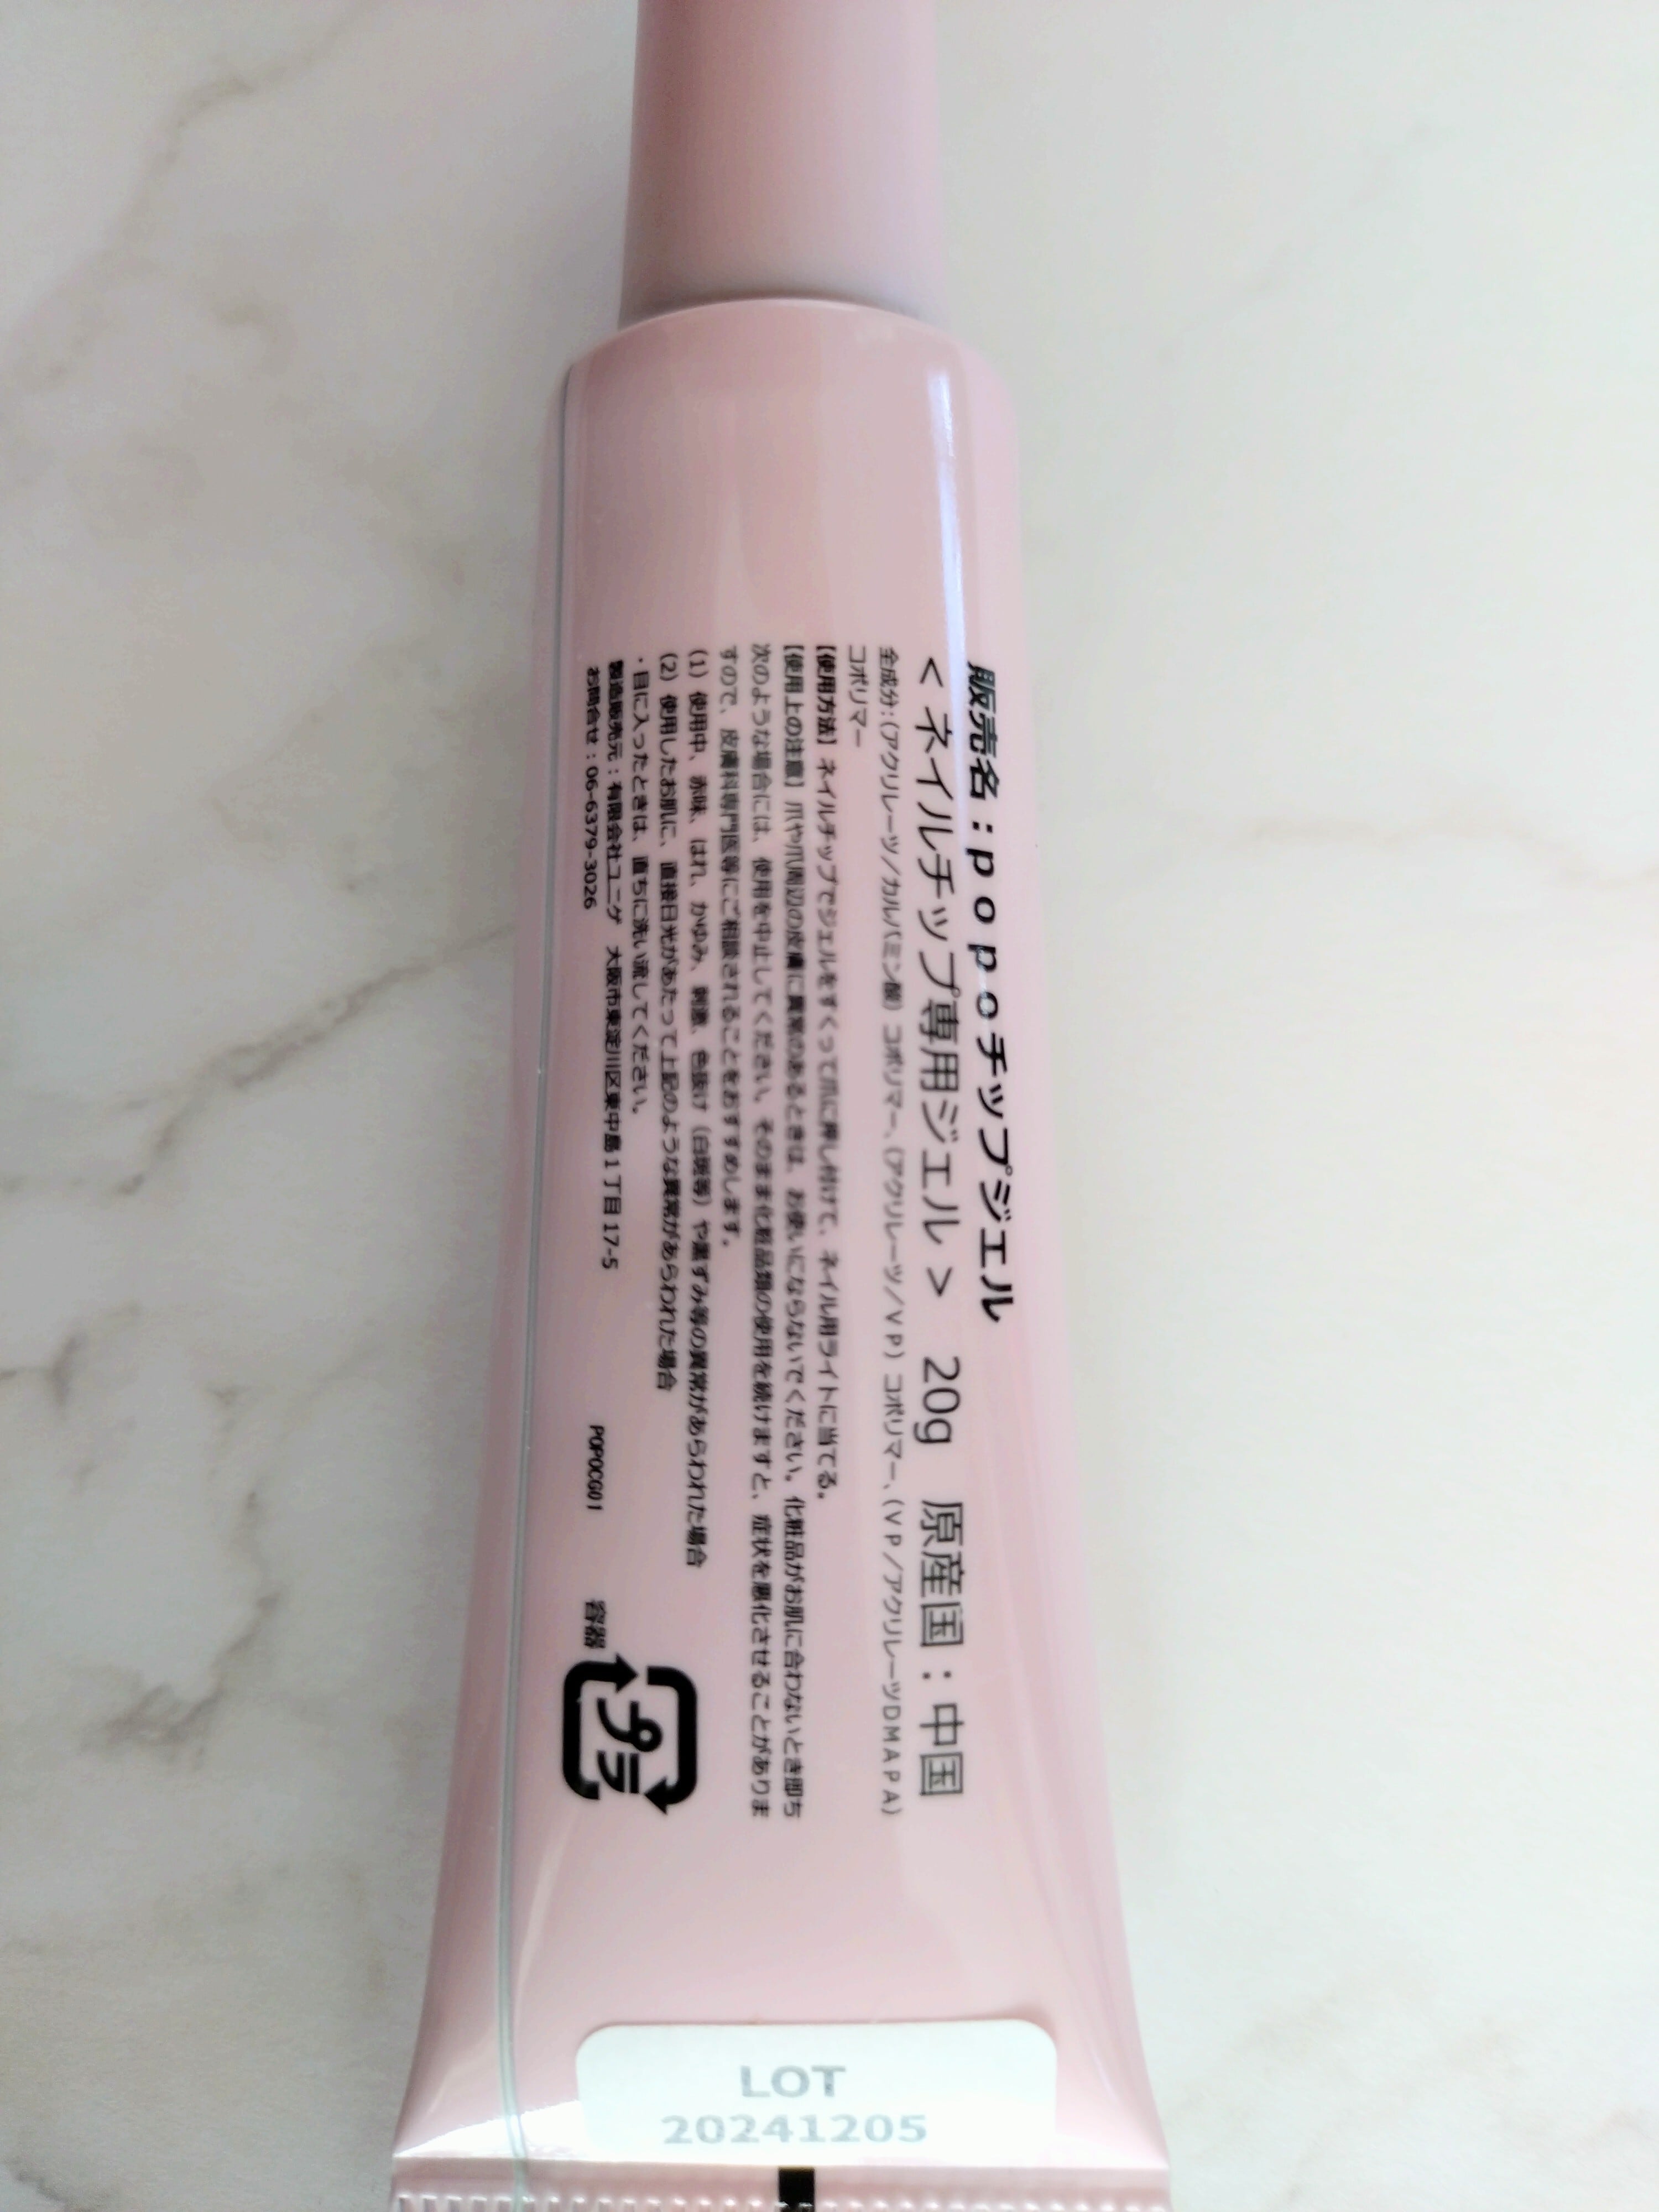 販売名：popoチップジェル
＜ネイルチップ専用ジェル＞ 20g 原産国：中国
全成分：（アクリレーツ／カルバミン酸）コポリマー、（アクリレーツ／ＶＰ）コポリマー、（ＶＰ／アクリレーツＤＭＡＰＡ）
コポリマー
【使用方法】ネイルチップでジェルをすくって爪に押し付けて、ネイル用ライトに当てる。
【使用上の注意】爪や爪周辺の皮膚に異常のあるときは、お使いにならないでください。化粧品がお肌に合わないとき即ち
次のような場合には、使用を中止してください。そのまま化粧品類の使用を続けますと、症状を悪化させることがありま
すので、皮膚科専門医等にご相談されることをおすすめします。
（1）使用中、赤味、はれ、かゆみ、刺激、色抜け（白斑等）や黒ずみ等の異常があらわれた場合
（2）使用したお肌に、直接日光があたって上記のような異常があらわれた場合
・目に入ったときは、直ちに洗い流してください。
製造販売元：有限会社ユニゲ 大阪市東淀川区東中島1丁目17-5
お問合せ：06-6379-3026 POPOCG01 容器
プラ
LOT
20241205